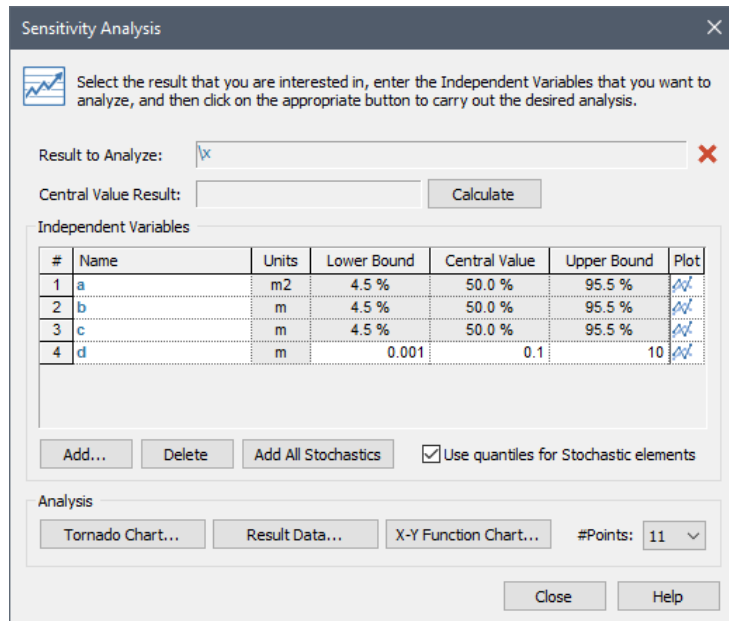 Sensitivity Analysis
Select the result that you are interested in, enter the Independent Variables that you want to
analyze, and then click on the appropriate button to carry out the desired analysis.
Result to Analyze: \x
Central Value Result: Calculate
Independent Variables
# Name Units Lower Bound Central Value Upper Bound Plot
1 a m2 4.5 % 50.0 % 95.5 %
2 b m 4.5 % 50.0 % 95.5 %
3 c m 4.5 % 50.0 % 95.5 %
4 d m 0.001 0.1 10
Add... Delete Add All Stochastics Use quantiles for Stochastic elements
Analysis
Tornado Chart... Result Data... X-Y Function Chart... #Points: 11
Close Help